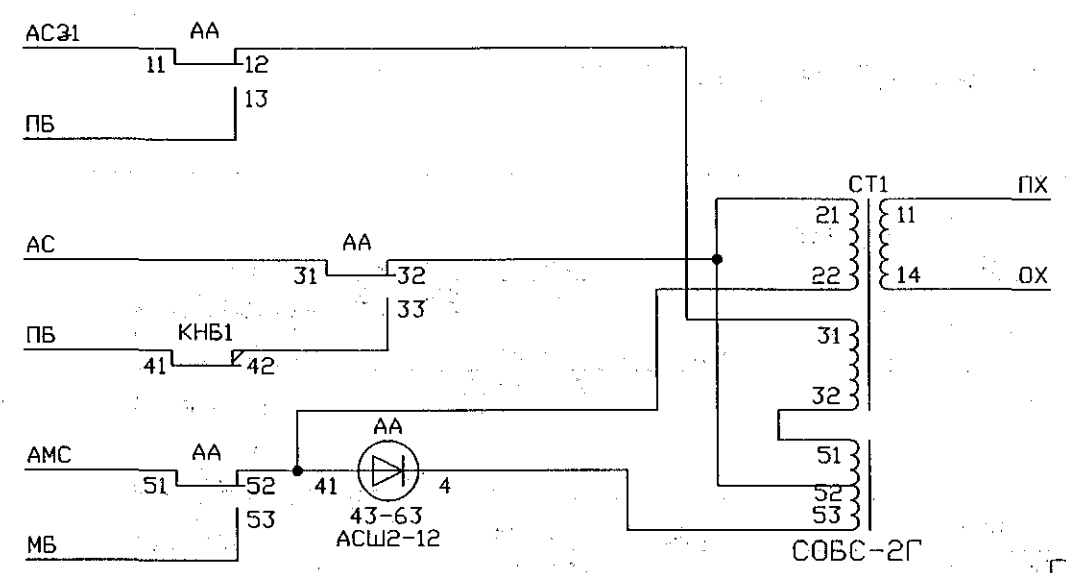 АСЭ1 АА
11 12
13
ПБ
СТ1 ПХ
21 11
АС АА
31 32
22 14 ОХ
33
ПБ КНБ1
31
41 42
32
АА
АМС АА
51
51 52 41 4
52
53 53
43-63
АСШ2-12
МБ
СОБС-2Г